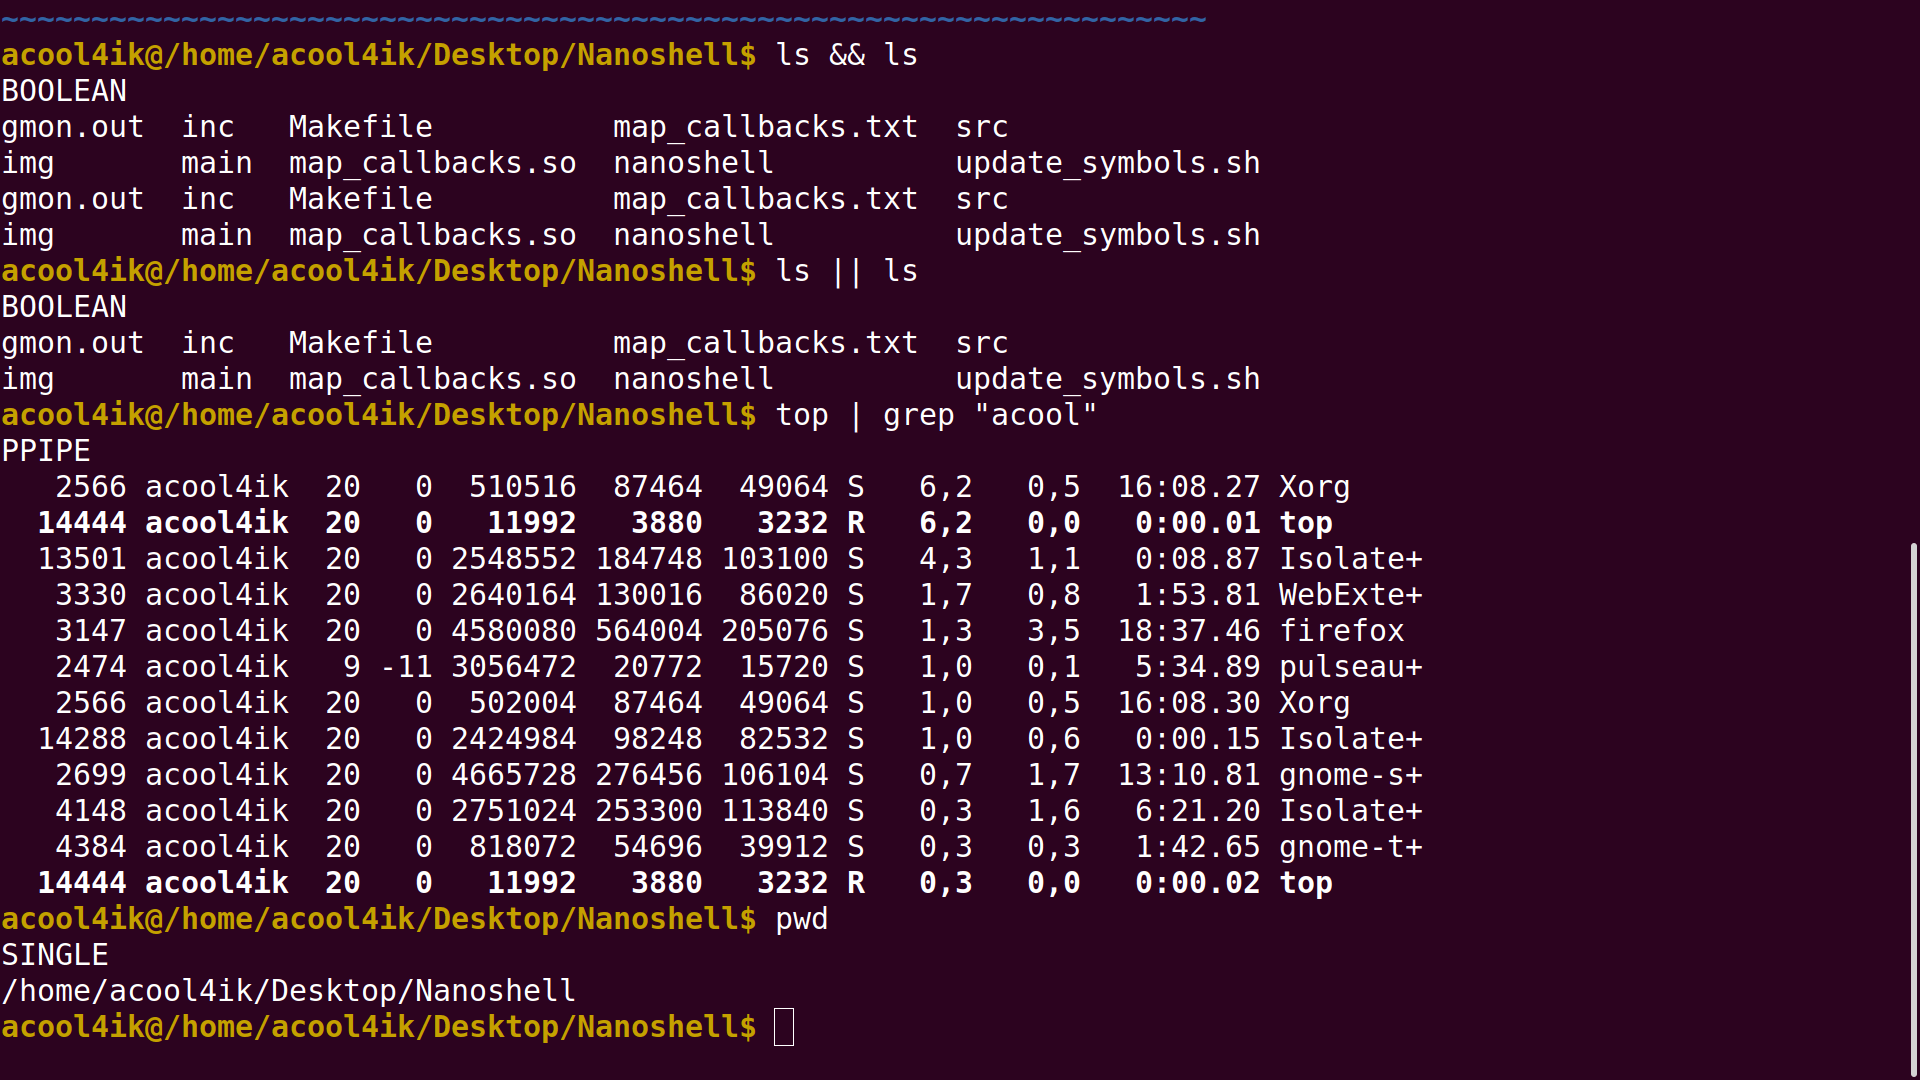 ~~~~~~~~~~~~~~~~~~~~~~~~~~~~~~~~~~~~~~~~~~~~~~~~~~~~~~~~~~~~~~~~~~~
acool4ik@/home/acool4ik/Desktop/Nanoshell$ ls && ls
BOOLEAN
gmon.out  inc   Makefile          map_callbacks.txt  src
img       main  map_callbacks.so  nanoshell          update_symbols.sh
gmon.out  inc   Makefile          map_callbacks.txt  src
img       main  map_callbacks.so  nanoshell          update_symbols.sh
acool4ik@/home/acool4ik/Desktop/Nanoshell$ ls || ls
BOOLEAN
gmon.out  inc   Makefile          map_callbacks.txt  src
img       main  map_callbacks.so  nanoshell          update_symbols.sh
acool4ik@/home/acool4ik/Desktop/Nanoshell$ top | grep "acool"
PPIPE
   2566 acool4ik  20   0  510516  87464  49064 S   6,2   0,5  16:08.27 Xorg
  14444 acool4ik  20   0   11992   3880   3232 R   6,2   0,0   0:00.01 top
  13501 acool4ik  20   0 2548552 184748 103100 S   4,3   1,1   0:08.87 Isolate+
   3330 acool4ik  20   0 2640164 130016  86020 S   1,7   0,8   1:53.81 WebExte+
   3147 acool4ik  20   0 4580080 564004 205076 S   1,3   3,5  18:37.46 firefox
   2474 acool4ik   9 -11 3056472  20772  15720 S   1,0   0,1   5:34.89 pulseau+
   2566 acool4ik  20   0  502004  87464  49064 S   1,0   0,5  16:08.30 Xorg
  14288 acool4ik  20   0 2424984  98248  82532 S   1,0   0,6   0:00.15 Isolate+
   2699 acool4ik  20   0 4665728 276456 106104 S   0,7   1,7  13:10.81 gnome-s+
   4148 acool4ik  20   0 2751024 253300 113840 S   0,3   1,6   6:21.20 Isolate+
   4384 acool4ik  20   0  818072  54696  39912 S   0,3   0,3   1:42.65 gnome-t+
  14444 acool4ik  20   0   11992   3880   3232 R   0,3   0,0   0:00.02 top
acool4ik@/home/acool4ik/Desktop/Nanoshell$ pwd
SINGLE
/home/acool4ik/Desktop/Nanoshell
acool4ik@/home/acool4ik/Desktop/Nanoshell$